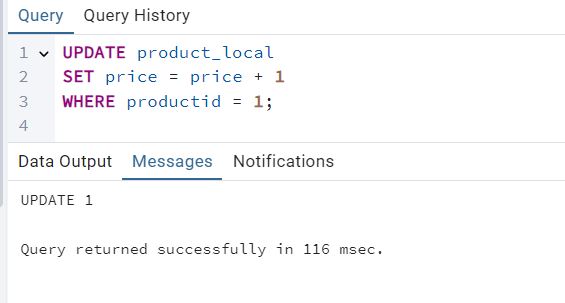 Query Query History
1 UPDATE product_local
2 SET price = price + 1
3 WHERE productid = 1;
4
Data Output Messages Notifications
UPDATE 1
Query returned successfully in 116 msec.